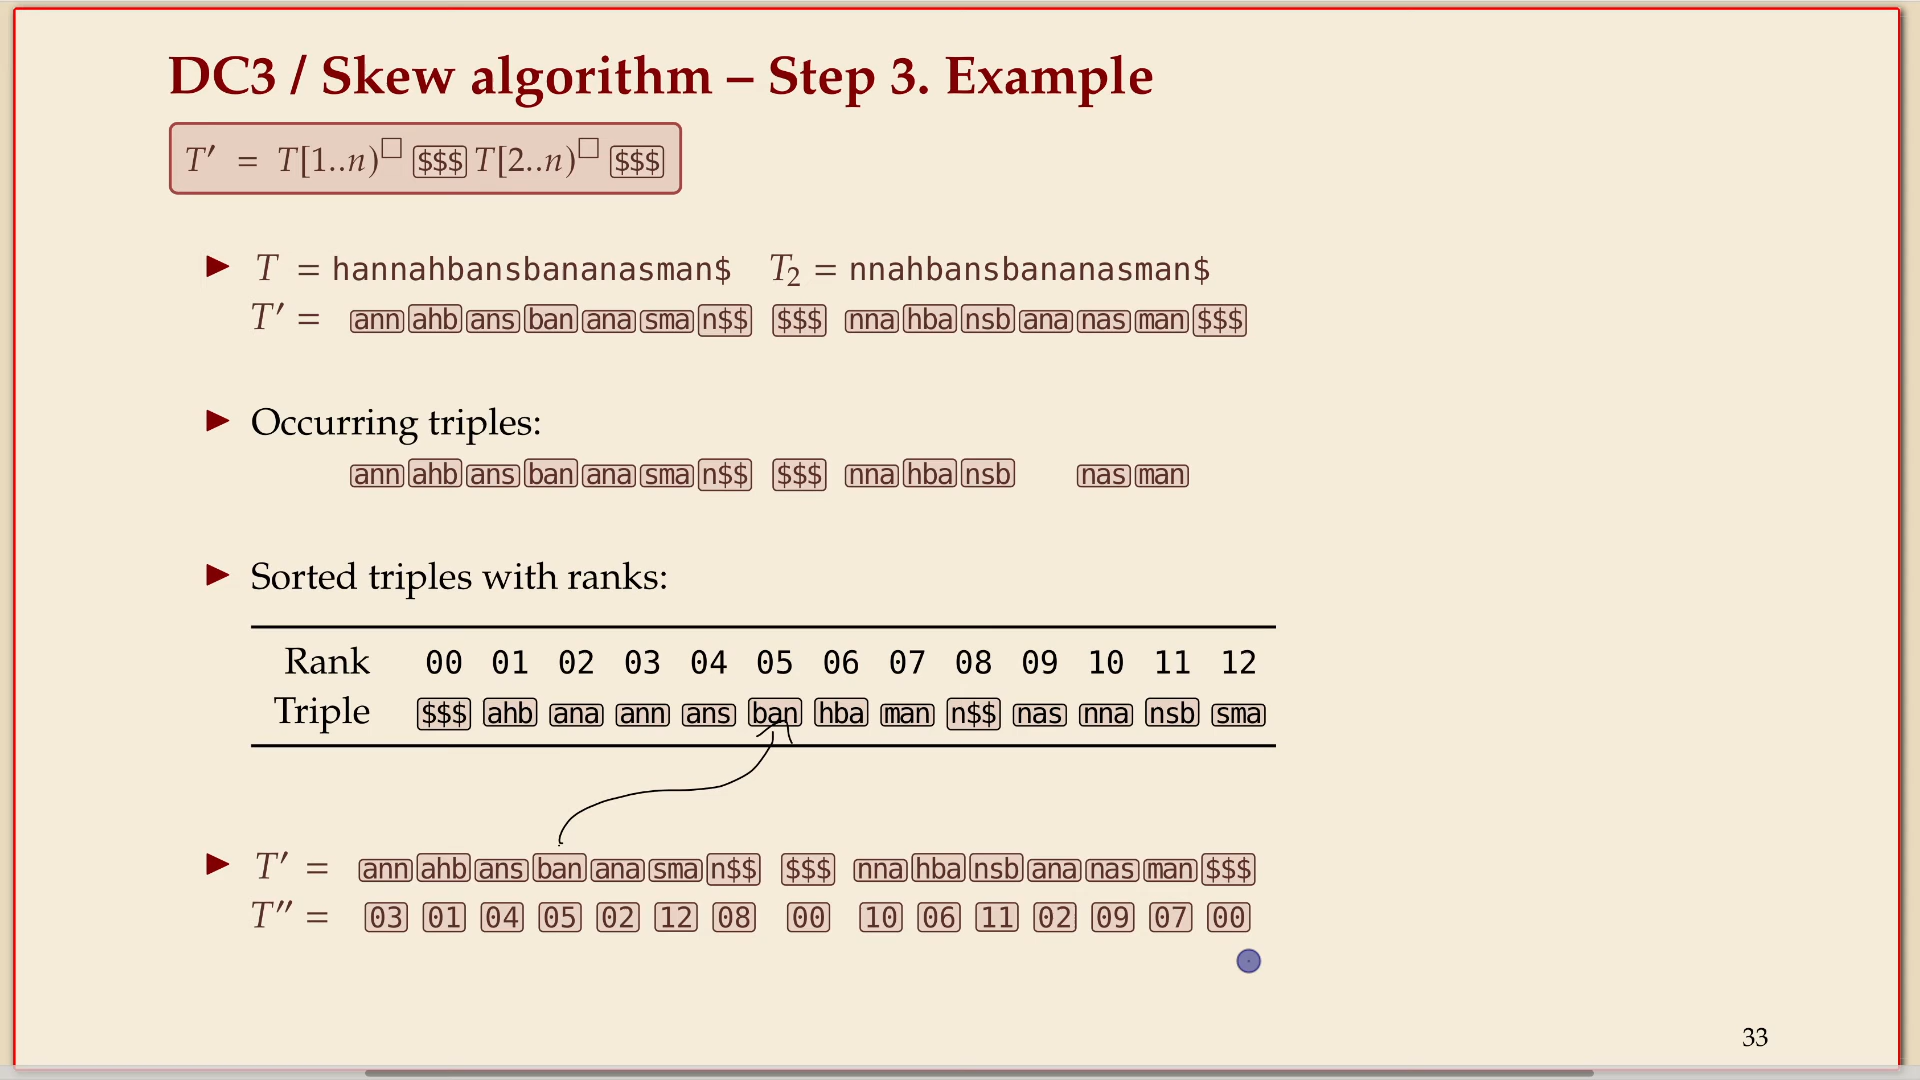 DC3 / Skew algorithm – Step 3. Example
T′ = T[1..n)□ $$$ T[2..n)□ $$$
▶ T = hannahbansbananasman$ T₂ = nnahbansbananasman$
T′ = ann ahb ans ban ana sma n$$ $$$ nna hba nsb ana nas man $$$
▶ Occurring triples:
ann ahb ans ban ana sma n$$ $$$ nna hba nsb nas man
▶ Sorted triples with ranks:
Rank 00 01 02 03 04 05 06 07 08 09 10 11 12
Triple $$$ ahb ana ann ans ban hba man n$$ nas nna nsb sma
▶ T′ = ann ahb ans ban ana sma n$$ $$$ nna hba nsb ana nas man $$$
T″ = 03 01 04 05 02 12 08 00 10 06 11 02 09 07 00
33